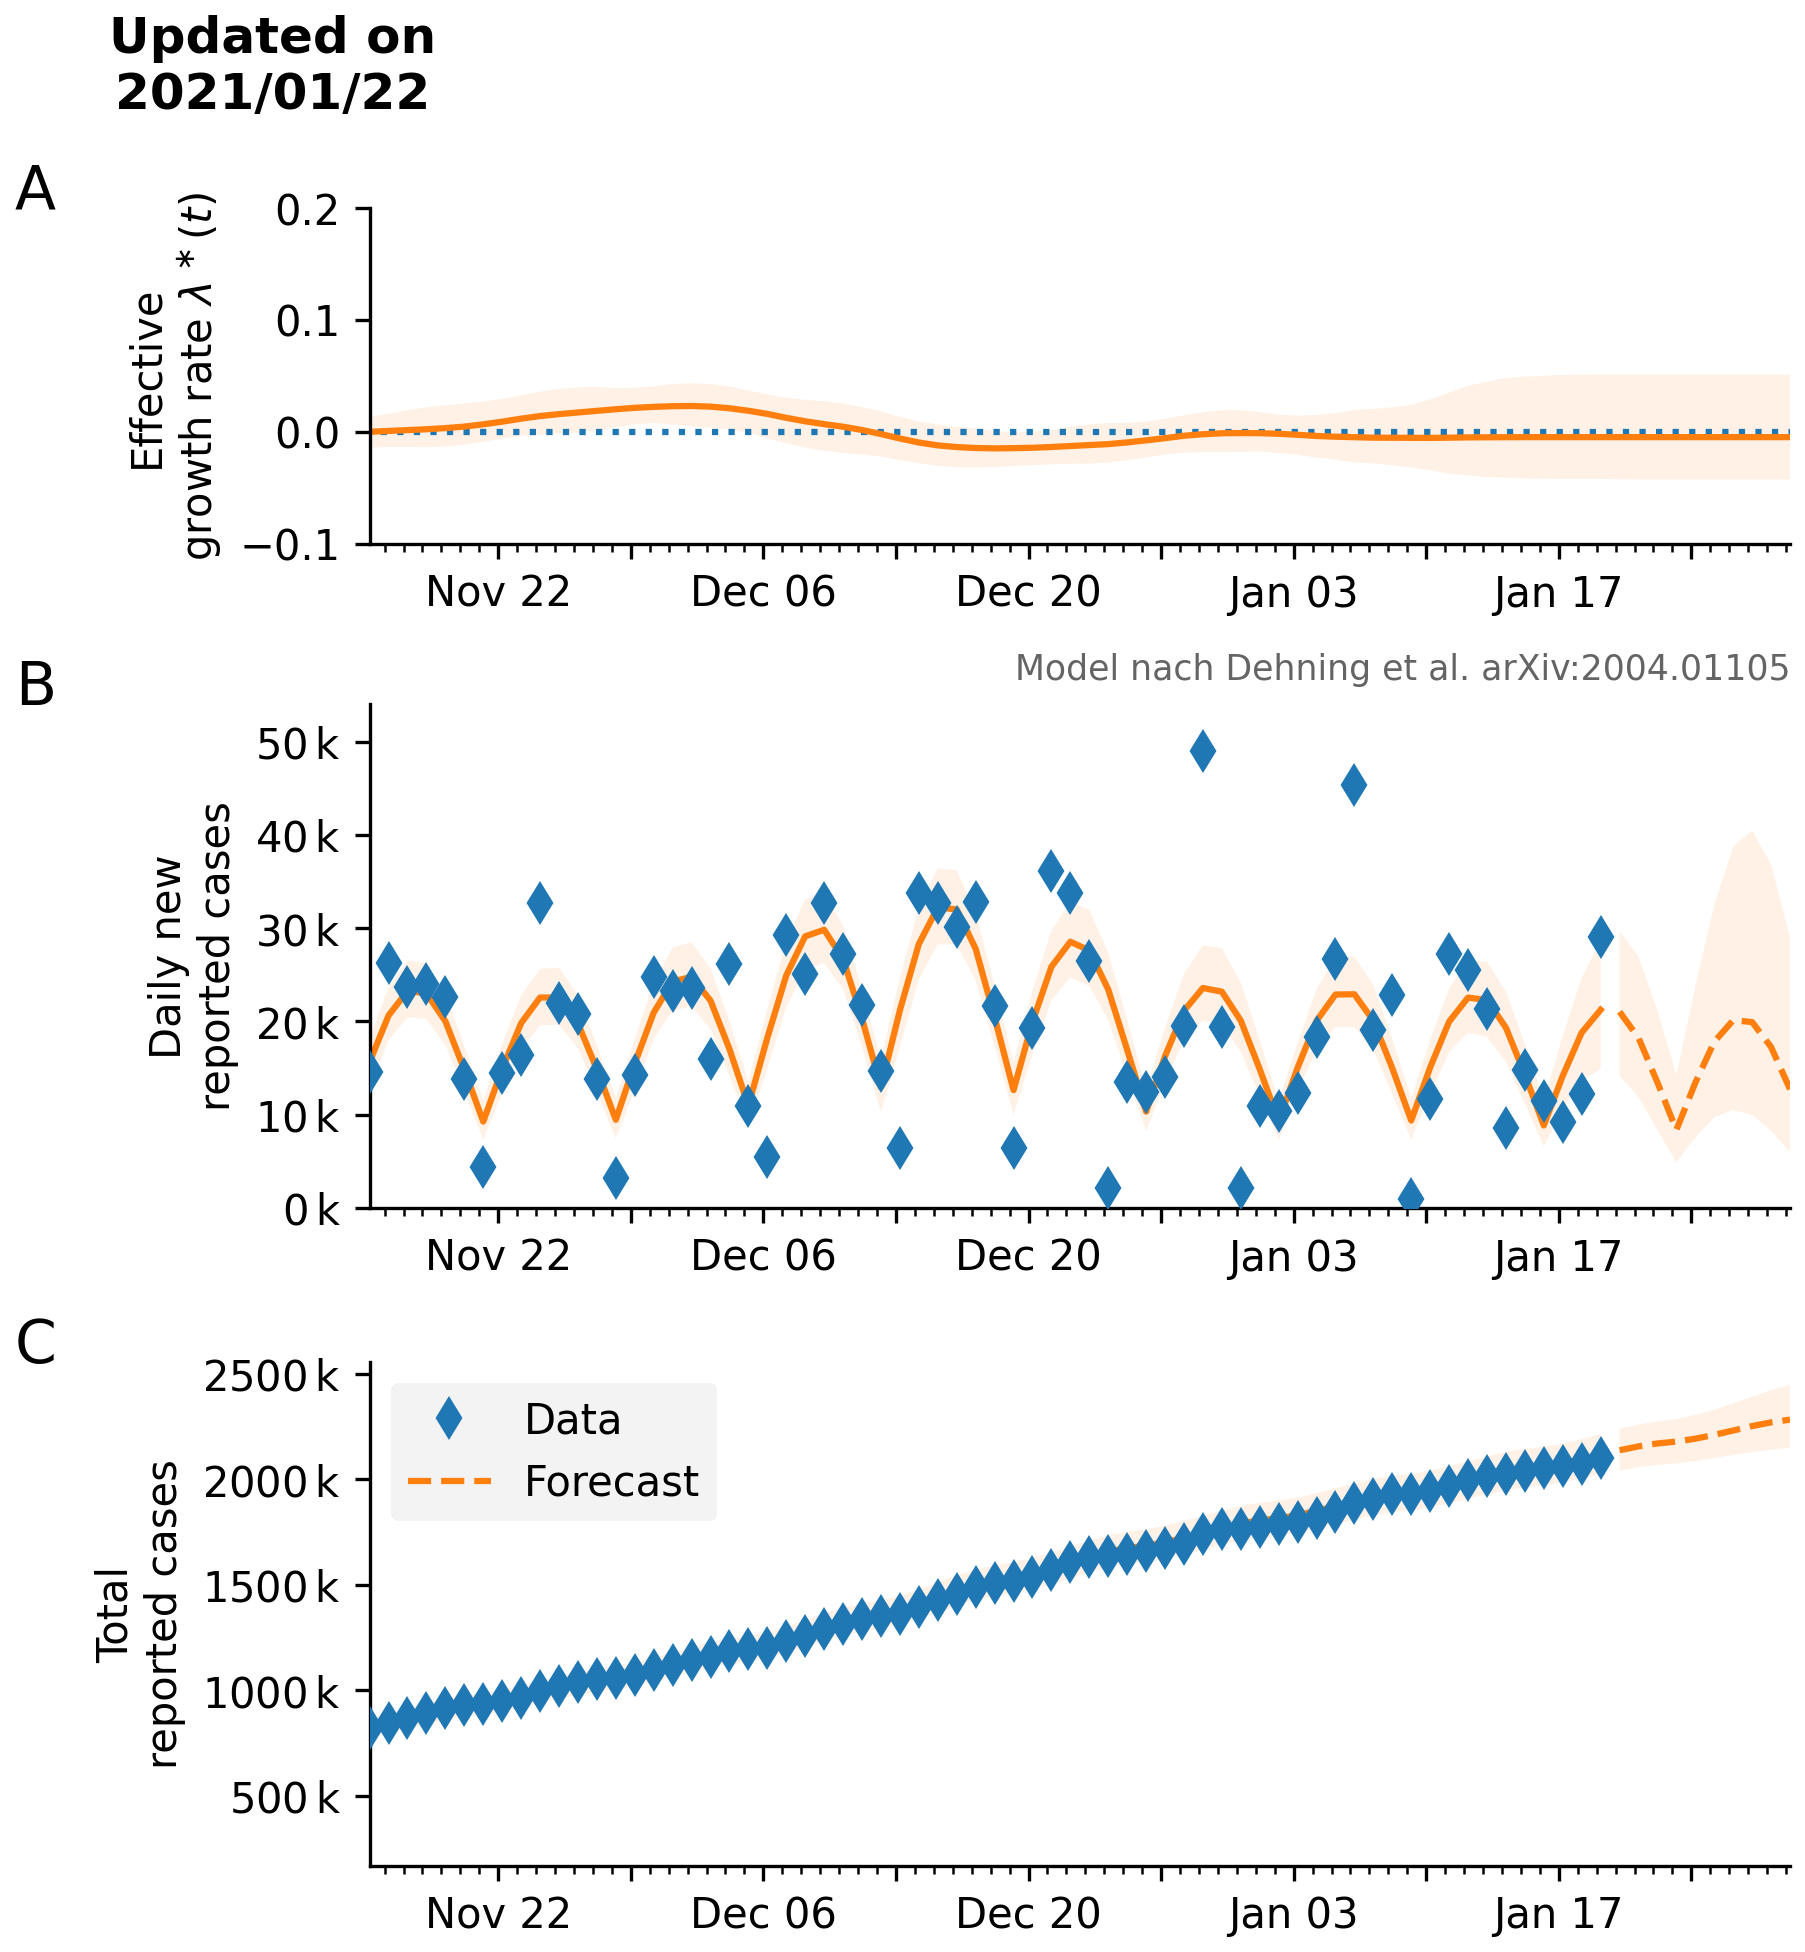 Updated on
2021/01/22
A
Effective
growth rate λ * (t)
0.2
0.1
0.0
−0.1
Nov 22 Dec 06 Dec 20 Jan 03 Jan 17
Model nach Dehning et al. arXiv:2004.01105
B
Daily new
reported cases
50 k
40 k
30 k
20 k
10 k
0 k
Nov 22 Dec 06 Dec 20 Jan 03 Jan 17
C
Total
reported cases
2500 k
2000 k
1500 k
1000 k
500 k
Data
Forecast
Nov 22 Dec 06 Dec 20 Jan 03 Jan 17